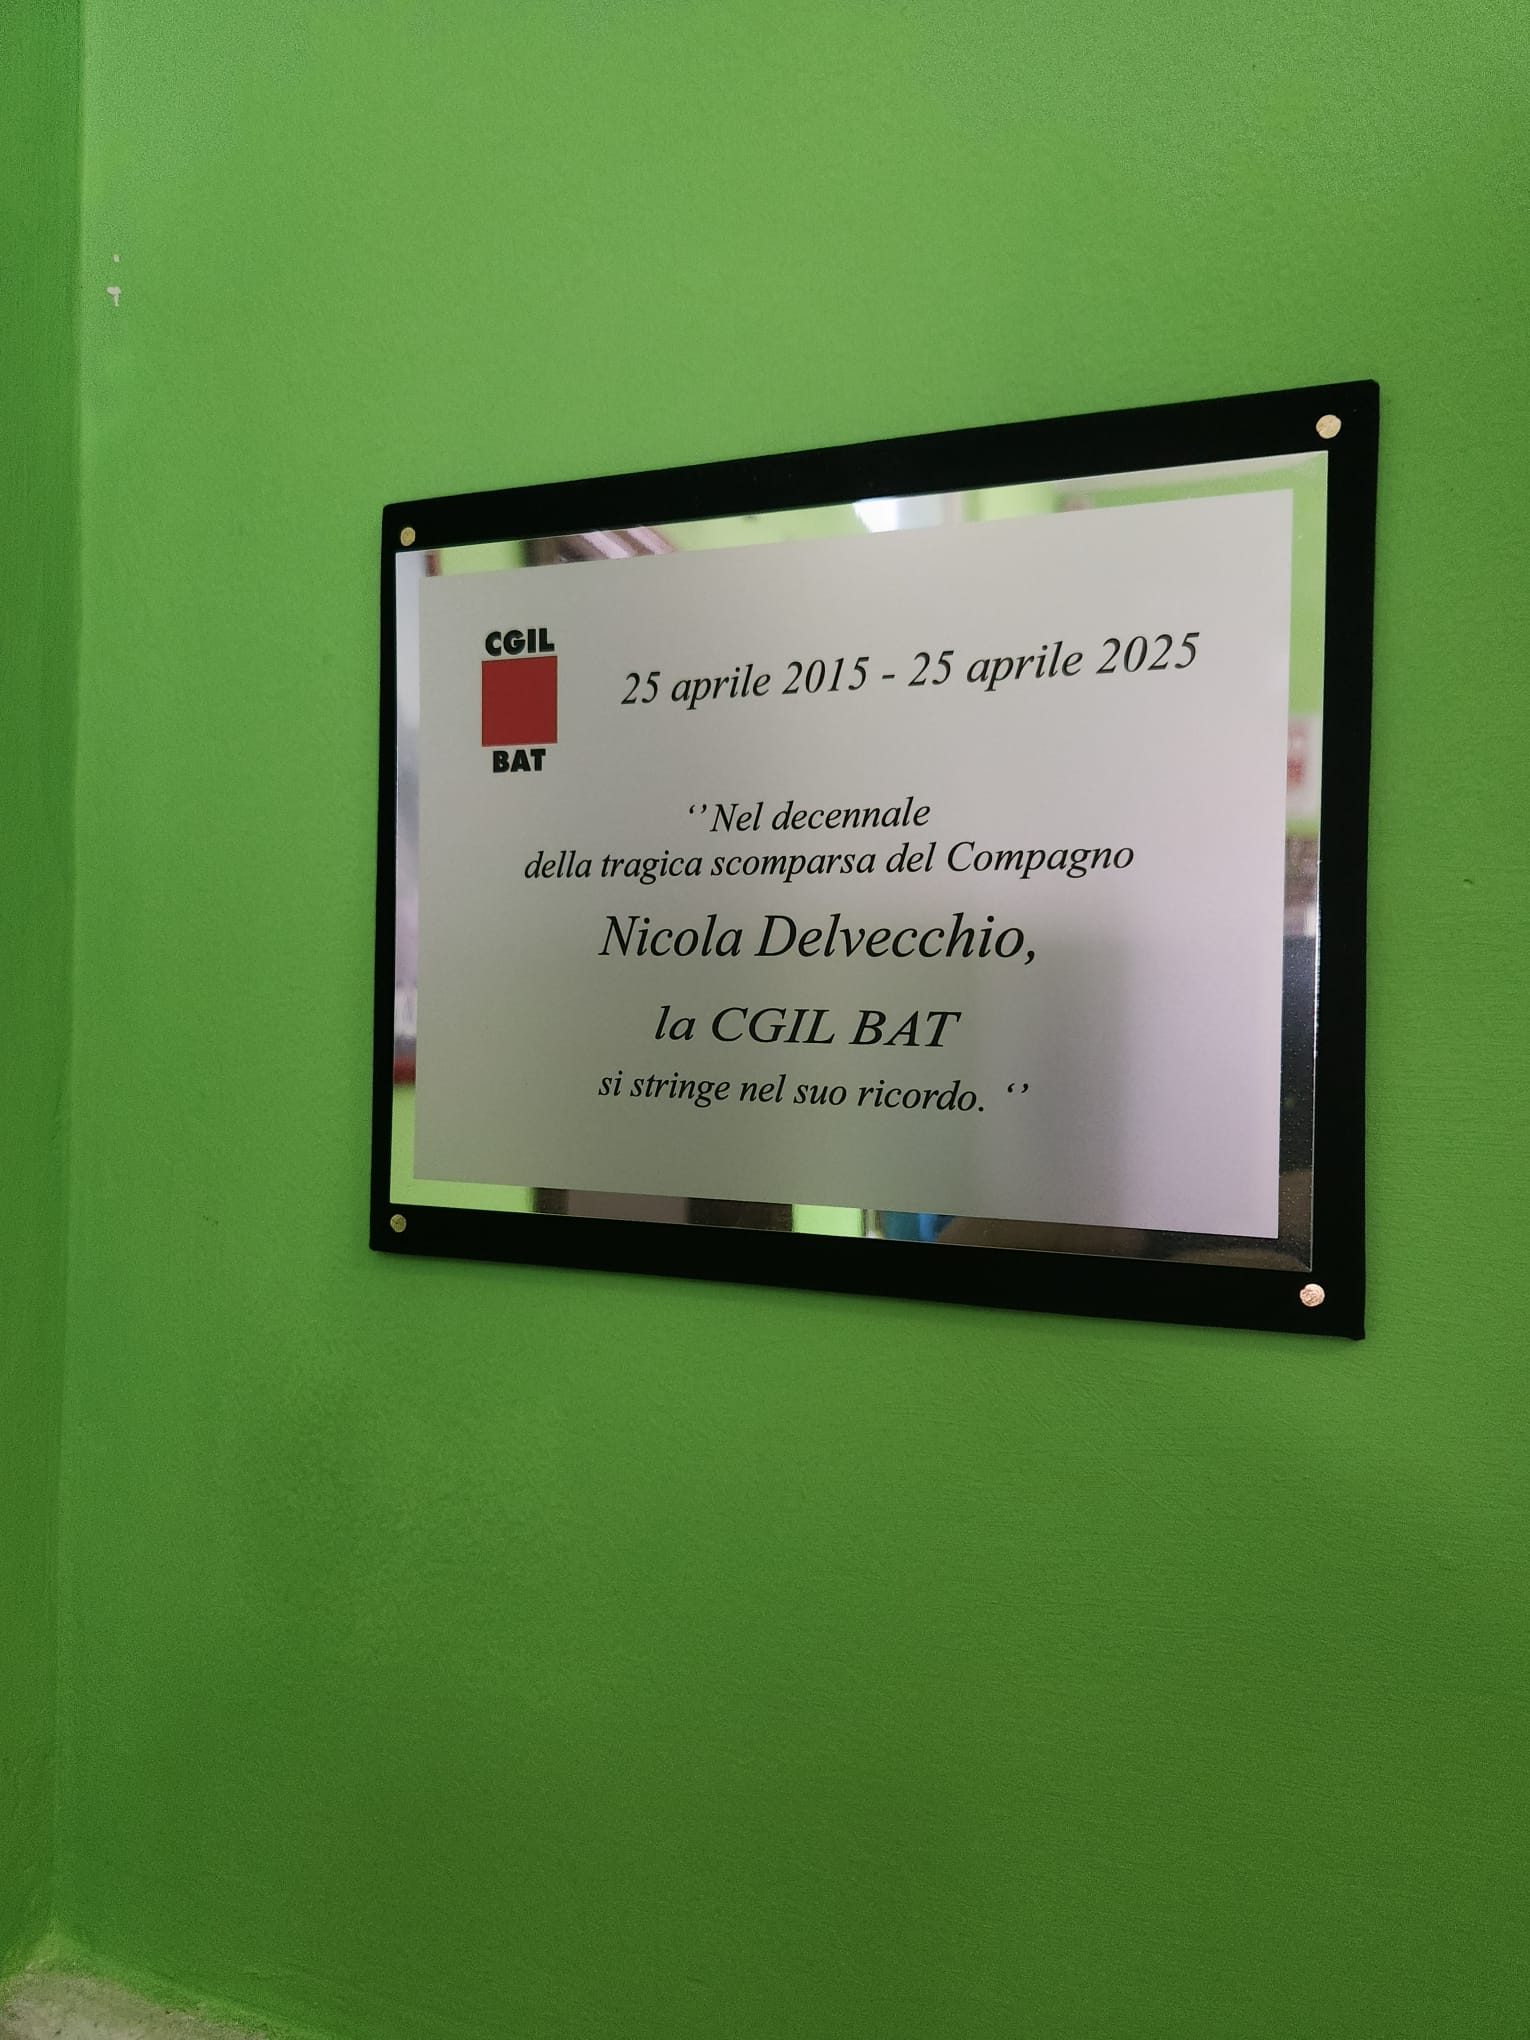 CGIL
BAT
25 aprile 2015 - 25 aprile 2025
‘’Nel decennale
della tragica scomparsa del Compagno
Nicola Delvecchio,
la CGIL BAT
si stringe nel suo ricordo. ‘’